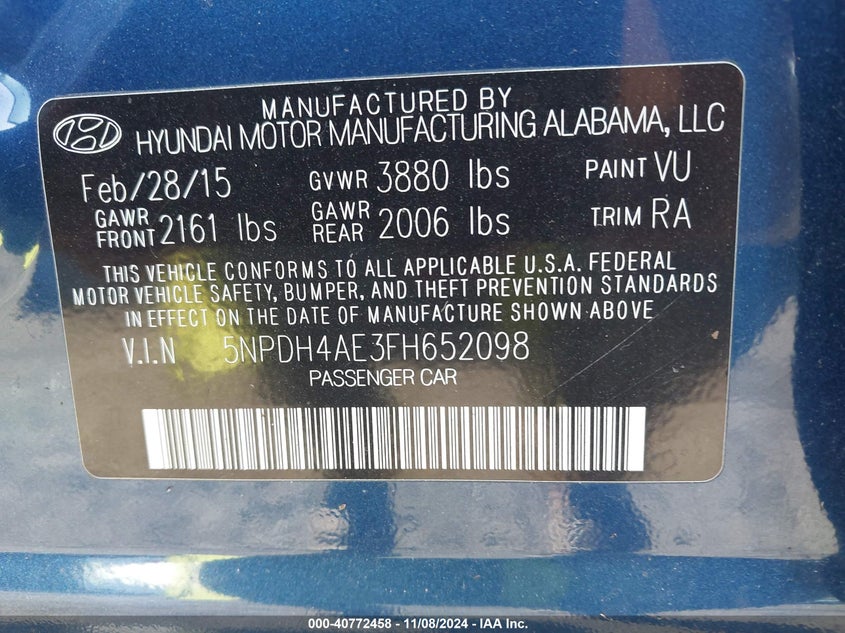 MANUFACTURED BY
HYUNDAI MOTOR MANUFACTURING ALABAMA, LLC
Feb/28/15 GVWR 3880 lbs PAINT VU
GAWR FRONT 2161 lbs GAWR REAR 2006 lbs TRIM RA
THIS VEHICLE CONFORMS TO ALL APPLICABLE U.S.A. FEDERAL
MOTOR VEHICLE SAFETY, BUMPER, AND THEFT PREVENTION STANDARDS
IN EFFECT ON THE DATE OF MANUFACTURE SHOWN ABOVE
V.I.N 5NPDH4AE3FH652098
PASSENGER CAR
000-40772458 - 11/08/2024 - IAA Inc.